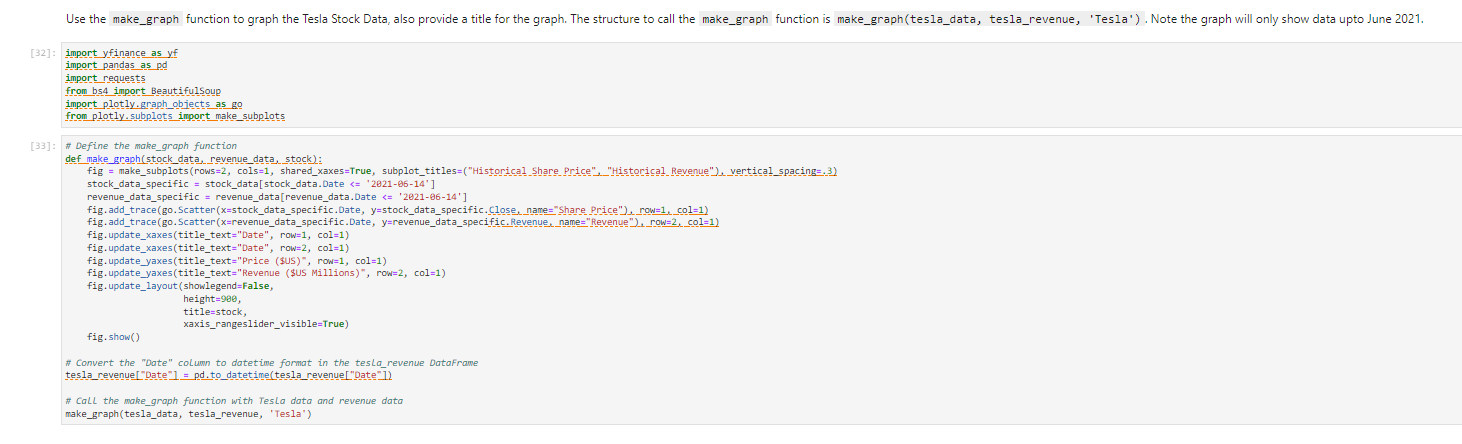 Use the make_graph function to graph the Tesla Stock Data, also provide a title for the graph. The structure to call the make_graph function is make_graph(tesla_data, tesla_revenue, 'Tesla') . Note the graph will only show data upto June 2021.
[32]: import yfinance as yf
import pandas as pd
import requests
from bs4 import BeautifulSoup
import plotly.graph_objects as go
from plotly.subplots import make_subplots
[33]: # Define the make_graph function
def make_graph(stock_data, revenue_data, stock):
    fig = make_subplots(rows=2, cols=1, shared_xaxes=True, subplot_titles=("Historical Share Price", "Historical Revenue"), vertical_spacing=.3)
    stock_data_specific = stock_data[stock_data.Date <= '2021-06-14']
    revenue_data_specific = revenue_data[revenue_data.Date <= '2021-06-14']
    fig.add_trace(go.Scatter(x=stock_data_specific.Date, y=stock_data_specific.Close, name="Share Price"), row=1, col=1)
    fig.add_trace(go.Scatter(x=revenue_data_specific.Date, y=revenue_data_specific.Revenue, name="Revenue"), row=2, col=1)
    fig.update_xaxes(title_text="Date", row=1, col=1)
    fig.update_xaxes(title_text="Date", row=2, col=1)
    fig.update_yaxes(title_text="Price ($US)", row=1, col=1)
    fig.update_yaxes(title_text="Revenue ($US Millions)", row=2, col=1)
    fig.update_layout(showlegend=False,
                      height=900,
                      title=stock,
                      xaxis_rangeslider_visible=True)
    fig.show()
# Convert the "Date" column to datetime format in the tesla_revenue DataFrame
tesla_revenue["Date"] = pd.to_datetime(tesla_revenue["Date"])
# Call the make_graph function with Tesla data and revenue data
make_graph(tesla_data, tesla_revenue, 'Tesla')